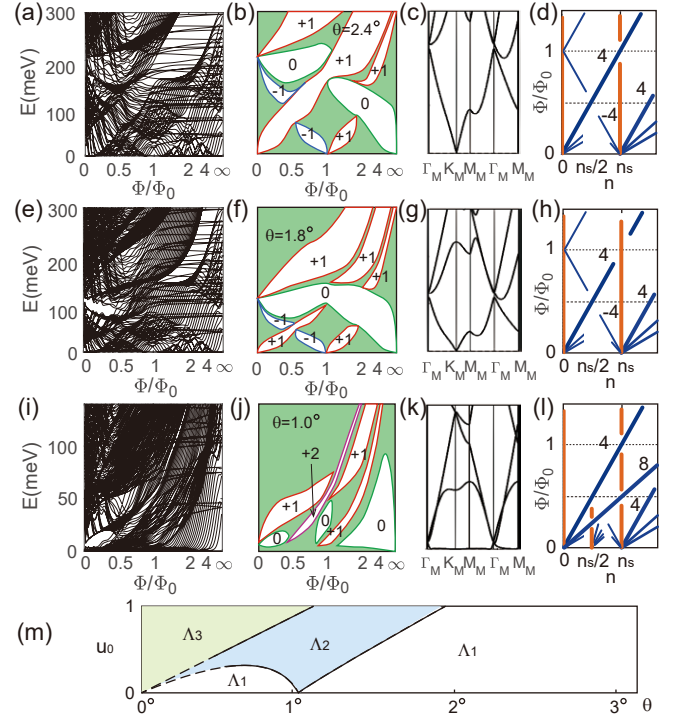 (a) (b) (c) (d)
E(meV) 300 200 100 0
0 0.5 1 2 4 ∞
Φ/Φ0
θ=2.4° +1 0 +1 +1 -1 0 -1 +1
0 0.5 1 2 4 ∞
Φ/Φ0
ΓM KM MM ΓM MM
Φ/Φ0 1 0 4 -4 4
0 ns/2 ns
n
(e) (f) (g) (h)
E(meV) 300 200 100 0
0 0.5 1 2 4 ∞
Φ/Φ0
θ=1.8° +1 +1 +1 0 -1 -1 +1 +1
0 0.5 1 2 4 ∞
Φ/Φ0
ΓM KM MM ΓM MM
Φ/Φ0 1 0 4 -4 4
0 ns/2 ns
n
(i) (j) (k) (l)
E(meV) 100 50 0
0 0.5 1 2 4 ∞
Φ/Φ0
θ=1.0° +2 +1 +1 0 0 +1 0
0 0.5 1 2 4 ∞
Φ/Φ0
ΓM KM MM ΓM MM
Φ/Φ0 1 0 4 8 4
0 ns/2 ns
n
(m)
u0 1 0
Λ3 Λ2 Λ1 Λ1
0° 1° 2° 3° θ